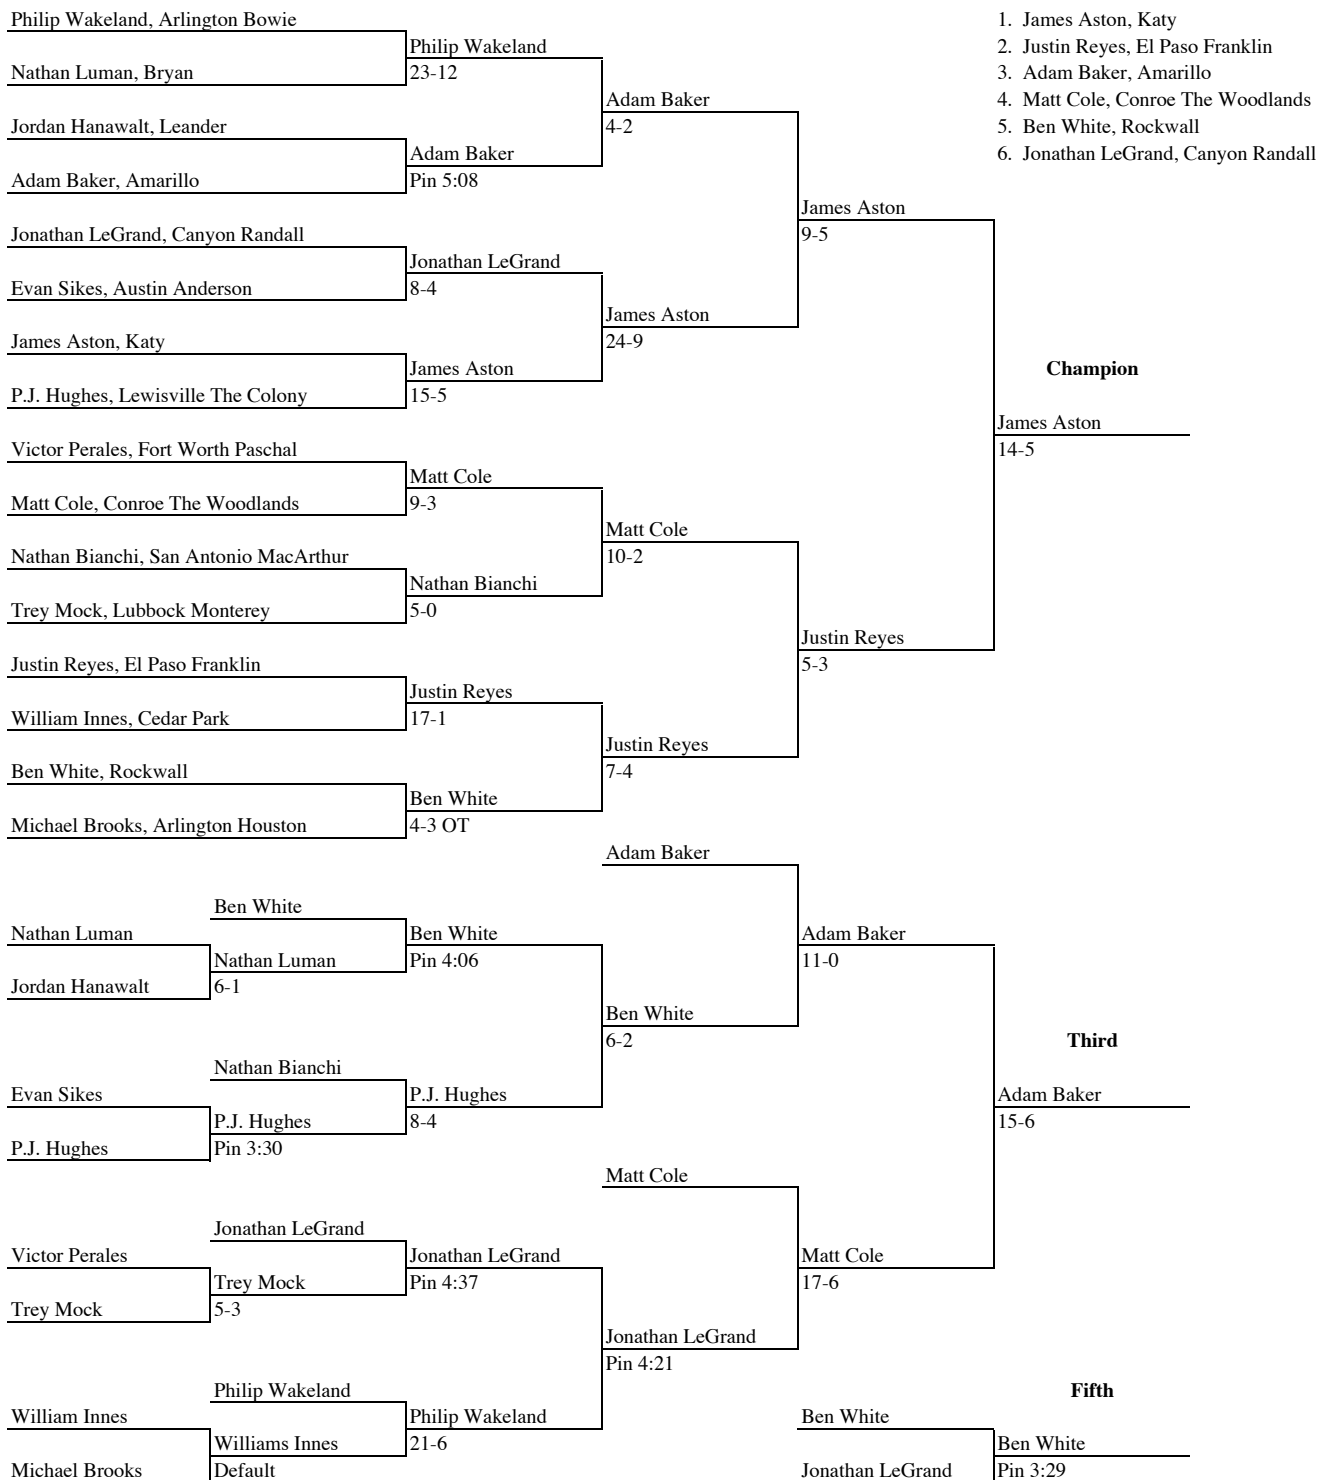 Philip Wakeland, Arlington Bowie
1. James Aston, Katy
Philip Wakeland
2. Justin Reyes, El Paso Franklin
Nathan Luman, Bryan
23-12
3. Adam Baker, Amarillo
Adam Baker
4. Matt Cole, Conroe The Woodlands
Jordan Hanawalt, Leander
4-2
5. Ben White, Rockwall
Adam Baker
6. Jonathan LeGrand, Canyon Randall
Adam Baker, Amarillo
Pin 5:08
James Aston
Jonathan LeGrand, Canyon Randall
9-5
Jonathan LeGrand
Evan Sikes, Austin Anderson
8-4
James Aston
James Aston, Katy
24-9
James Aston
Champion
P.J. Hughes, Lewisville The Colony
15-5
James Aston
Victor Perales, Fort Worth Paschal
14-5
Matt Cole
Matt Cole, Conroe The Woodlands
9-3
Matt Cole
Nathan Bianchi, San Antonio MacArthur
10-2
Nathan Bianchi
Trey Mock, Lubbock Monterey
5-0
Justin Reyes
Justin Reyes, El Paso Franklin
5-3
Justin Reyes
William Innes, Cedar Park
17-1
Justin Reyes
Ben White, Rockwall
7-4
Ben White
Michael Brooks, Arlington Houston
4-3 OT
Adam Baker
Ben White
Nathan Luman
Ben White
Adam Baker
Nathan Luman
Pin 4:06
11-0
Jordan Hanawalt
6-1
Ben White
6-2
Third
Nathan Bianchi
Evan Sikes
P.J. Hughes
Adam Baker
P.J. Hughes
8-4
15-6
P.J. Hughes
Pin 3:30
Matt Cole
Jonathan LeGrand
Victor Perales
Jonathan LeGrand
Matt Cole
Trey Mock
Pin 4:37
17-6
Trey Mock
5-3
Jonathan LeGrand
Pin 4:21
Philip Wakeland
Fifth
William Innes
Philip Wakeland
Ben White
Williams Innes
21-6
Ben White
Michael Brooks
Default
Jonathan LeGrand
Pin 3:29